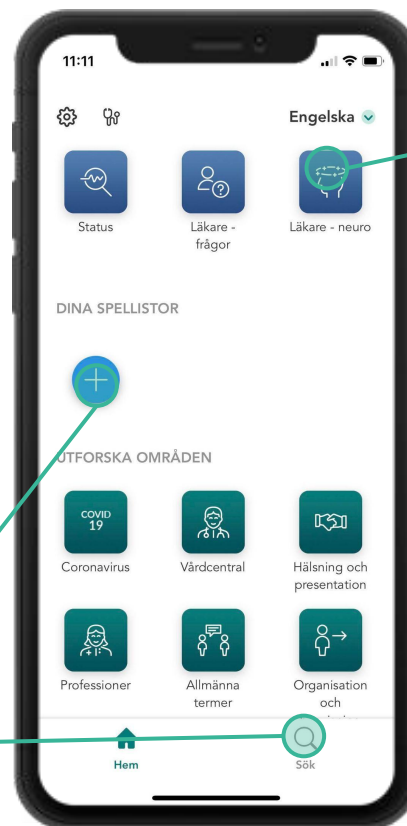 11:11
Engelska
Status
Läkare -
frågor
Läkare - neuro
DINA SPELLISTOR
UTFORSKA OMRÅDEN
COVID
19
Coronavirus
Vårdcentral
Hälsning och
presentation
Professioner
Allmänna
termer
Organisation
och
Hem
Sök